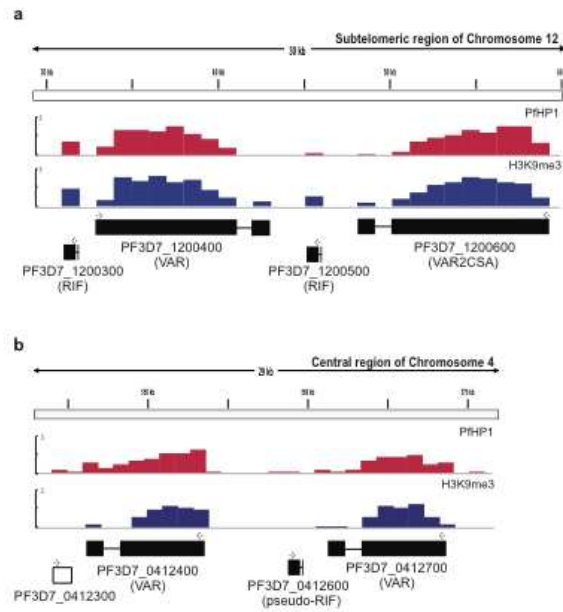 a
Subtelomeric region of Chromosome 12
30 kb
PfHP1
H3K9me3
PF3D7_1200400
(VAR)
PF3D7_1200600
(VAR2CSA)
PF3D7_1200300
(RIF)
PF3D7_1200500
(RIF)
b
Central region of Chromosome 4
29 kb
PfHP1
H3K9me3
PF3D7_0412400
(VAR)
PF3D7_0412700
(VAR)
PF3D7_0412300
PF3D7_0412600
(pseudo-RIF)